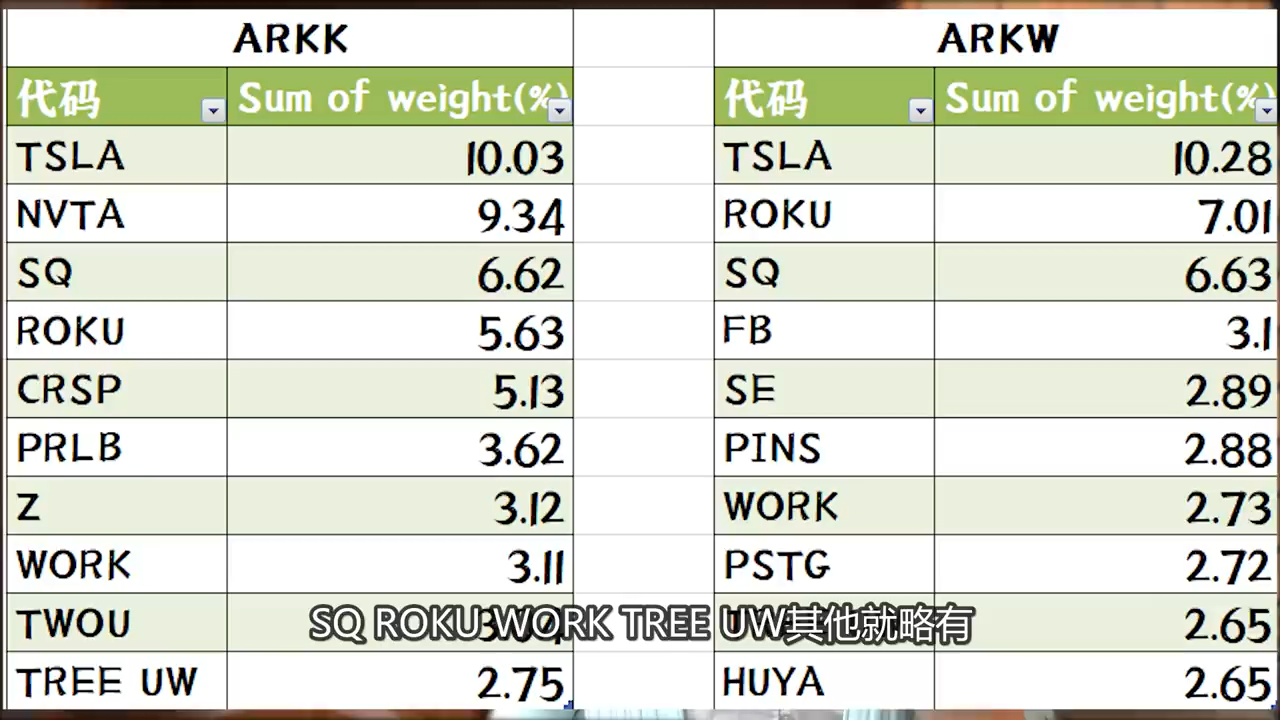 ARKK ARKW
代码 Sum of weight(%) 代码 Sum of weight(%)
TSLA 10.03 TSLA 10.28
NVTA 9.34 ROKU 7.01
SQ 6.62 SQ 6.63
ROKU 5.63 FB 3.1
CRSP 5.13 SE 2.89
PRLB 3.62 PINS 2.88
Z 3.12 WORK 2.73
WORK 3.11 PSTG 2.72
TWOU 2.65
SQ ROKU WORK TREE UW其他就略有
TREE UW 2.75 HUYA 2.65